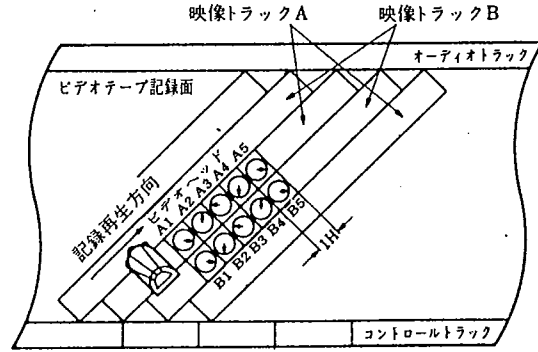 映像トラックA
映像トラックB
オーディオトラック
ビデオテープ記録面
記録再生方向
ビデオヘッド
A1 A2 A3 A4 A5
B1 B2 B3 B4 B5
1H
コントロールトラック